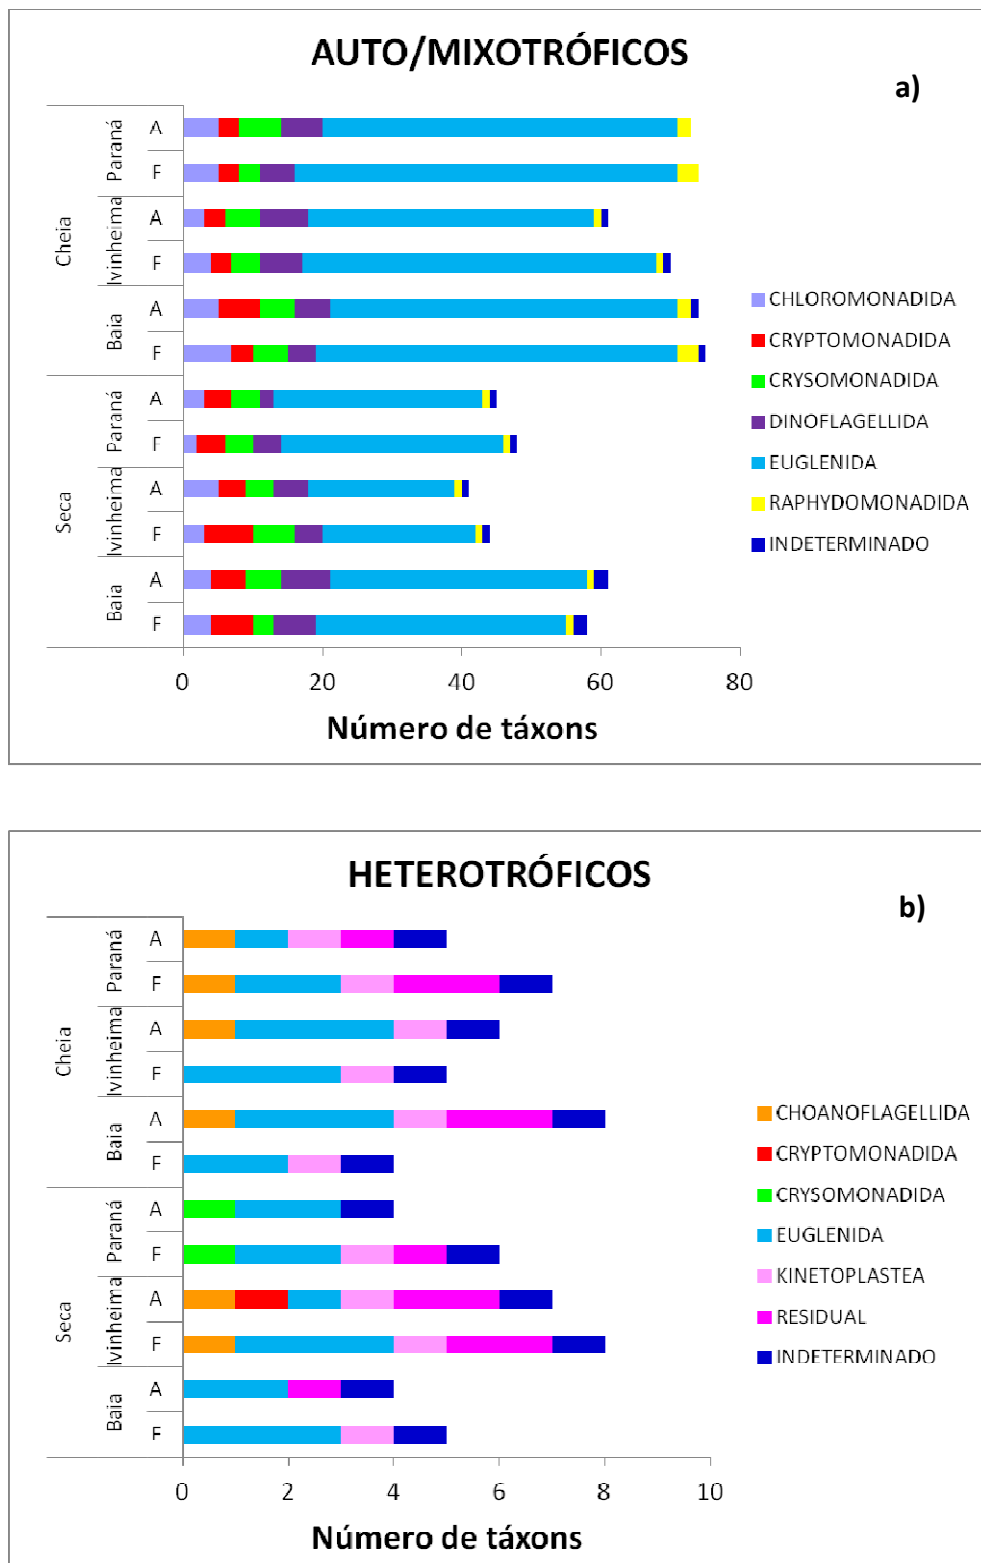 AUTO/MIXOTRÓFICOS
a)
Cheia
Paraná
A
F
Ivinheima
A
F
Baia
A
F
Seca
Paraná
A
F
Ivinheima
A
F
Baia
A
F
0 20 40 60 80
Número de táxons
CHLOROMONADIDA
CRYPTOMONADIDA
CRYSOMONADIDA
DINOFLAGELLIDA
EUGLENIDA
RAPHYDOMONADIDA
INDETERMINADO
HETEROTRÓFICOS
b)
Cheia
Paraná
A
F
Ivinheima
A
F
Baia
A
F
Seca
Paraná
A
F
Ivinheima
A
F
Baia
A
F
0 2 4 6 8 10
Número de táxons
CHOANOFLAGELLIDA
CRYPTOMONADIDA
CRYSOMONADIDA
EUGLENIDA
KINETOPLASTEA
RESIDUAL
INDETERMINADO